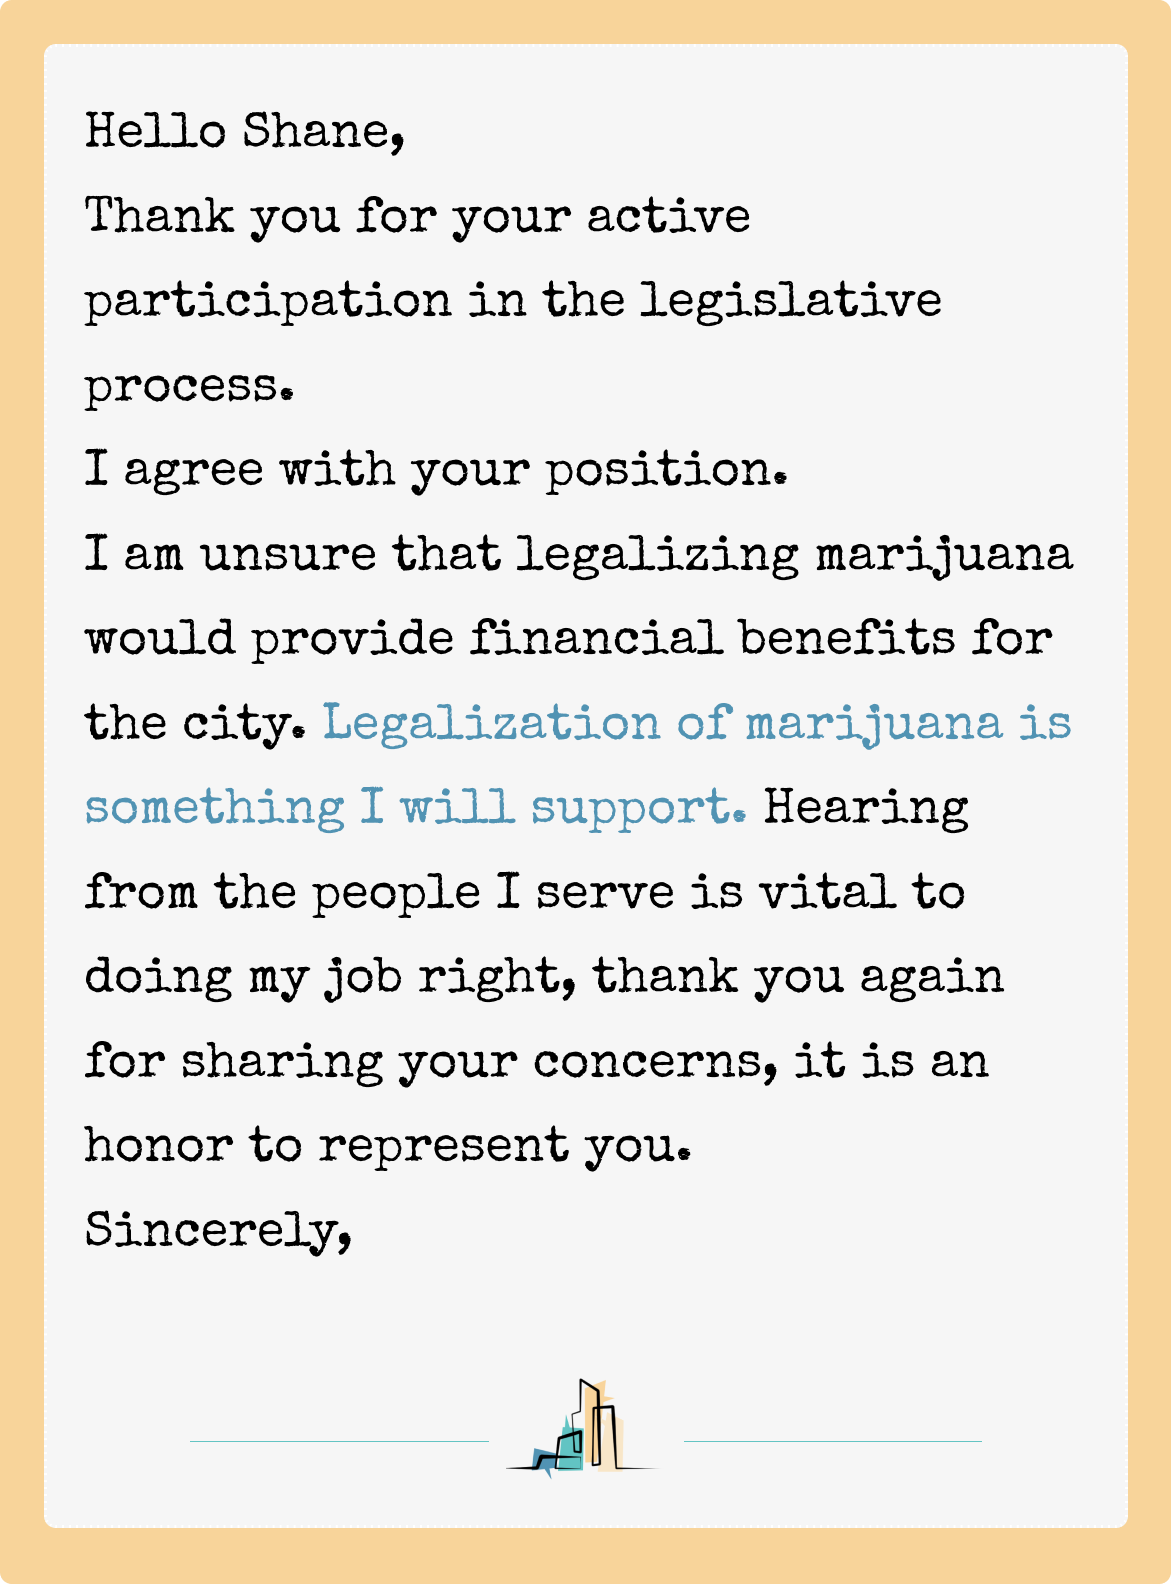 Hello Shane,
Thank you for your active
participation in the legislative
process.
I agree with your position.
I am unsure that legalizing marijuana
would provide financial benefits for
the city. Legalization of marijuana is
something I will support. Hearing
from the people I serve is vital to
doing my job right, thank you again
for sharing your concerns, it is an
honor to represent you.
Sincerely,